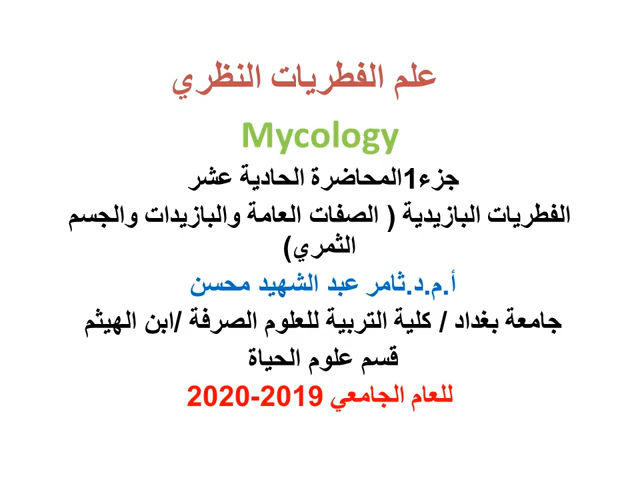 علم الفطريات النظري
Mycology
جزء1المحاضرة الحادية عشر
الفطريات البازيدية ( الصفات العامة والبازيدات والجسم
الثمري)
أ.م.د.ثامر عبد الشهيد محسن
جامعة بغداد / كلية التربية للعلوم الصرفة /ابن الهيثم
قسم علوم الحياة
للعام الجامعي 2019-2020